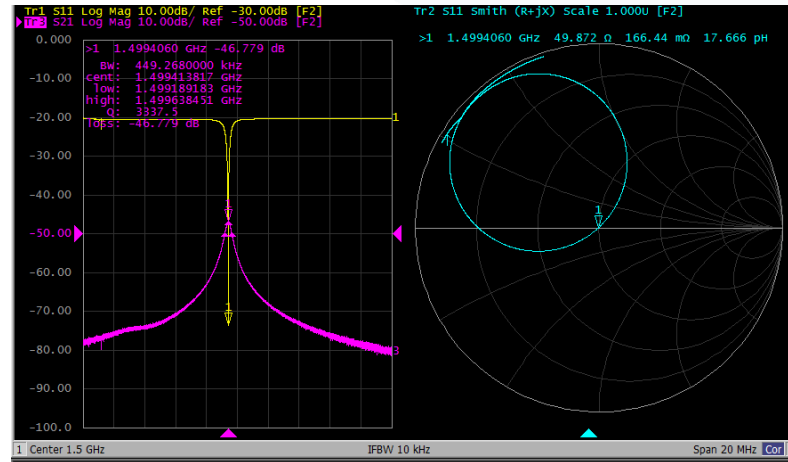 Tr1 S11 Log Mag 10.00dB/ Ref -30.00dB [F2]
Tr3 S21 Log Mag 10.00dB/ Ref -50.00dB [F2]
0.000
-10.00
-20.00
-30.00
-40.00
-50.00
-60.00
-70.00
-80.00
-90.00
-100.0
>1 1.4994060 GHz -46.779 dB
BW: 449.2680000 kHz
cent: 1.499413817 GHz
low: 1.499189183 GHz
high: 1.499638451 GHz
Q: 3337.5
loss: -46.779 dB
1
1
1
3
Tr2 S11 Smith (R+jX) Scale 1.000U [F2]
>1 1.4994060 GHz 49.872 Ω 166.44 mΩ 17.666 pH
1
1 Center 1.5 GHz
IFBW 10 kHz
Span 20 MHz Cor